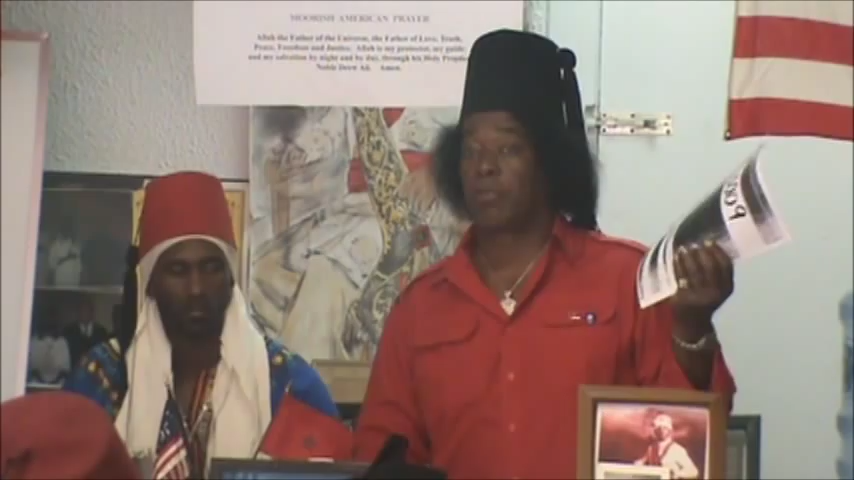 MOORISH AMERICAN PRAYER
Allah the Father of the Universe, the Father of Love, Truth,
Peace, Freedom and Justice. Allah is my protector, my guide,
and my salvation by night and by day, through his Holy Prophet
Noble Drew Ali. Amen.
809